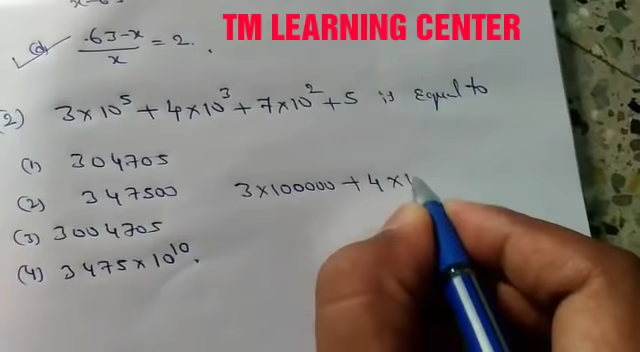 TM LEARNING CENTER
(d) .63-x/x = 2.
2) 3×10⁵ + 4×10³ + 7×10² + 5 is equal to
(1) 304705
(2) 347500
3×100000 + 4×1
(3) 3004705
(4) 3475×10¹⁰.